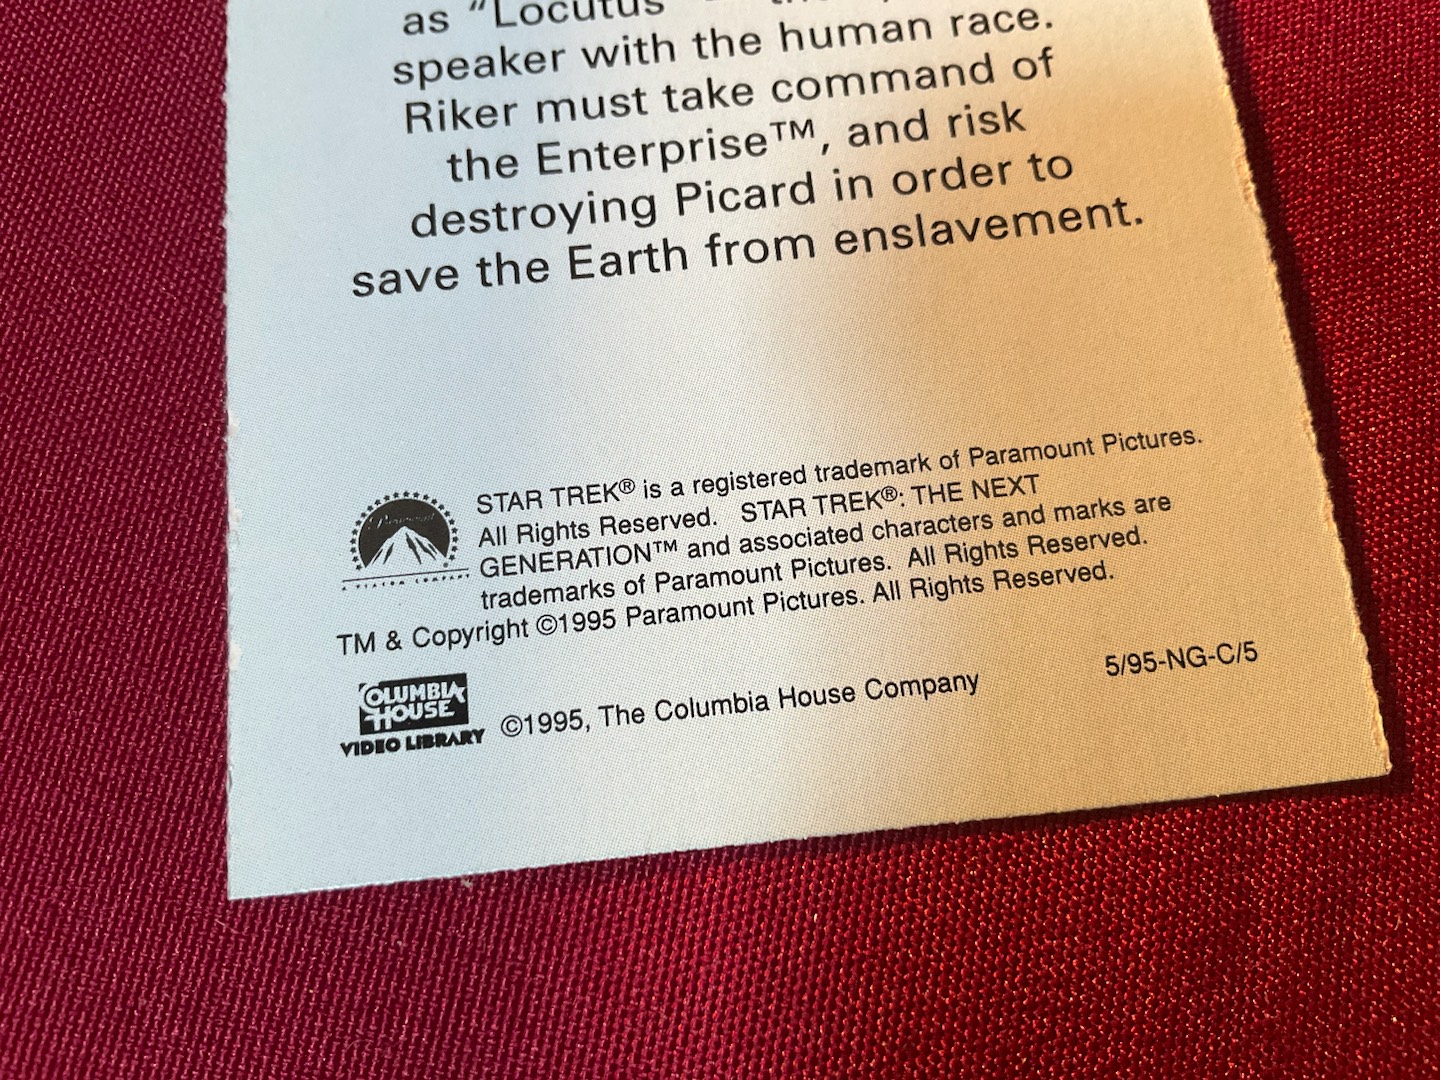 as "Locutus
speaker with the human race.
Riker must take command of
the Enterprise™, and risk
destroying Picard in order to
save the Earth from enslavement.
Paramount
A VIACOM COMPANY
STAR TREK® is a registered trademark of Paramount Pictures.
All Rights Reserved. STAR TREK®: THE NEXT
GENERATION™ and associated characters and marks are
trademarks of Paramount Pictures. All Rights Reserved.
TM & Copyright ©1995 Paramount Pictures. All Rights Reserved.
COLUMBIA
HOUSE
VIDEO LIBRARY
©1995, The Columbia House Company
5/95-NG-C/5